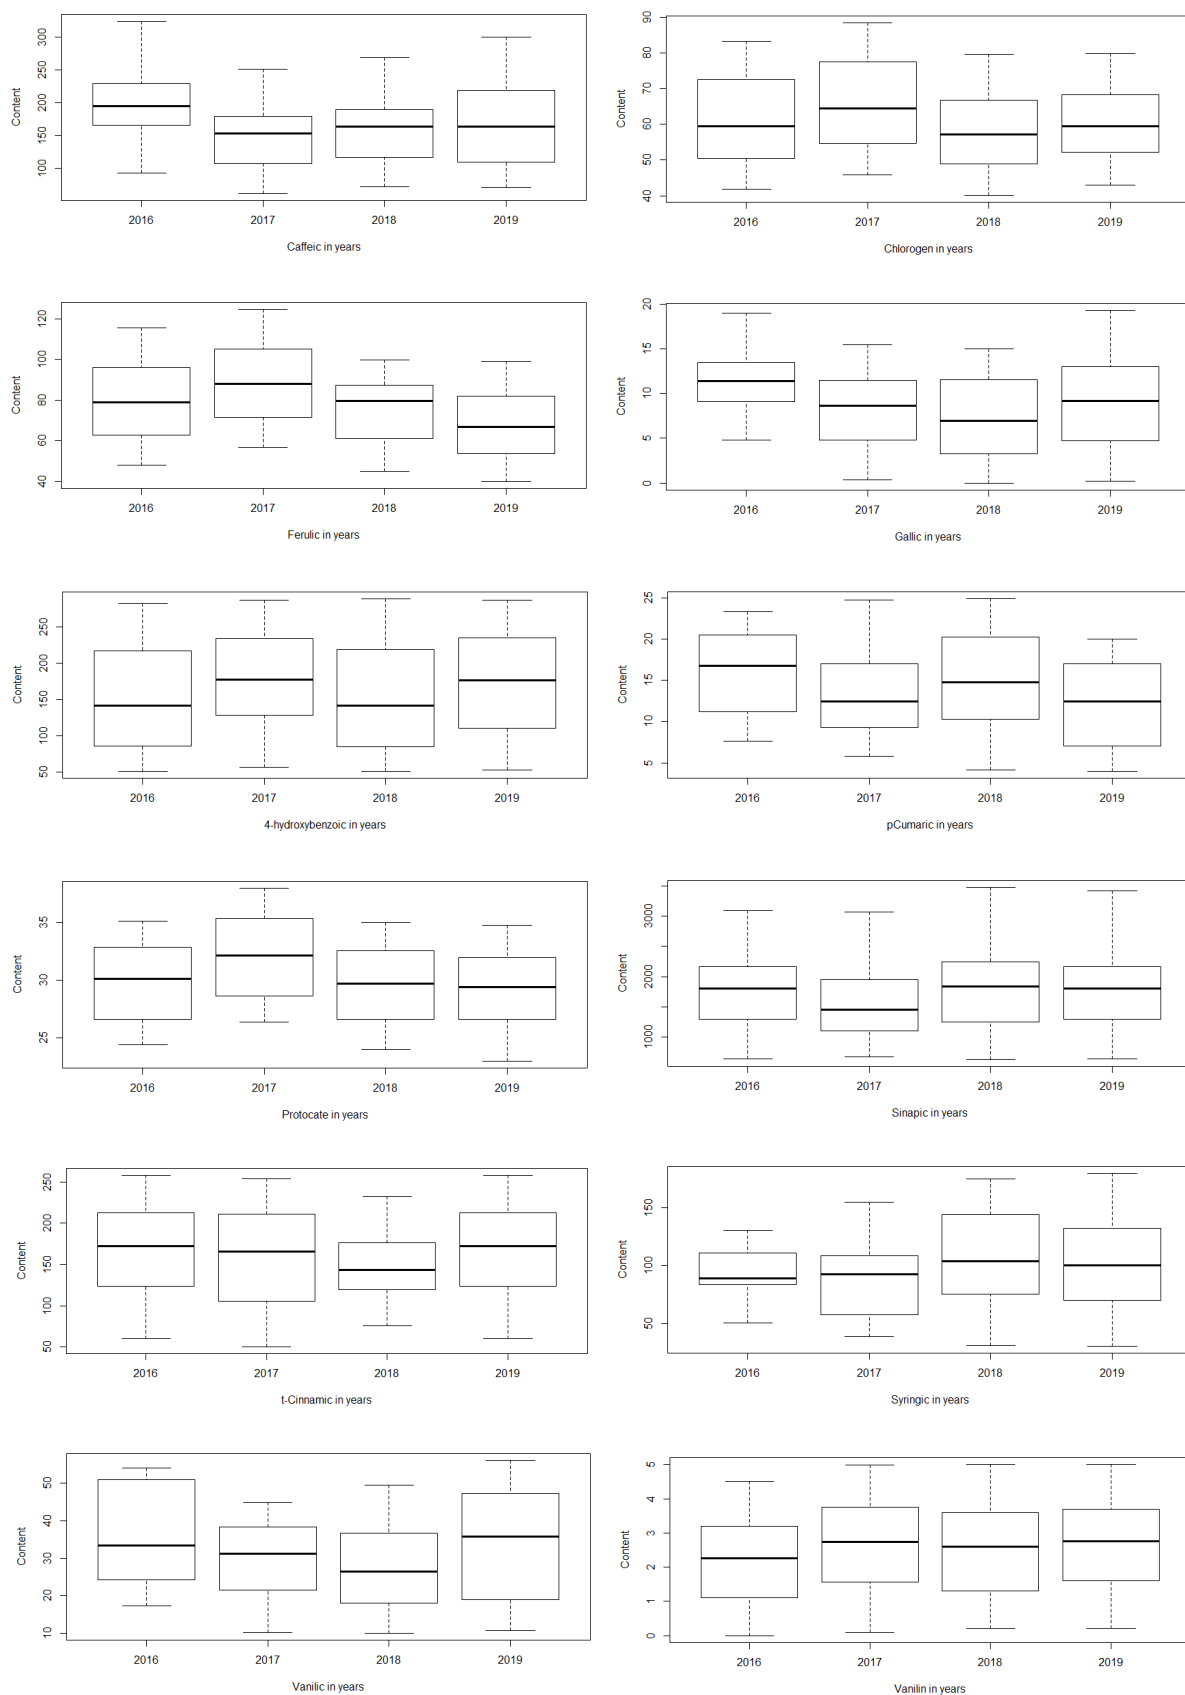 Content
300
250
200
150
100
2016 2017 2018 2019
Caffeic in years
Content
90
80
70
60
50
40
2016 2017 2018 2019
Chlorogen in years
Content
120
100
80
60
40
2016 2017 2018 2019
Ferulic in years
Content
20
15
10
5
0
2016 2017 2018 2019
Gallic in years
Content
250
200
150
100
50
2016 2017 2018 2019
4-hydroxybenzoic in years
Content
25
20
15
10
5
2016 2017 2018 2019
pCumaric in years
Content
35
30
25
2016 2017 2018 2019
Protocate in years
Content
3000
2000
1000
2016 2017 2018 2019
Sinapic in years
Content
250
200
150
100
50
2016 2017 2018 2019
t-Cinnamic in years
Content
150
100
50
2016 2017 2018 2019
Syringic in years
Content
50
40
30
20
10
2016 2017 2018 2019
Vanilic in years
Content
5
4
3
2
1
0
2016 2017 2018 2019
Vanilin in years